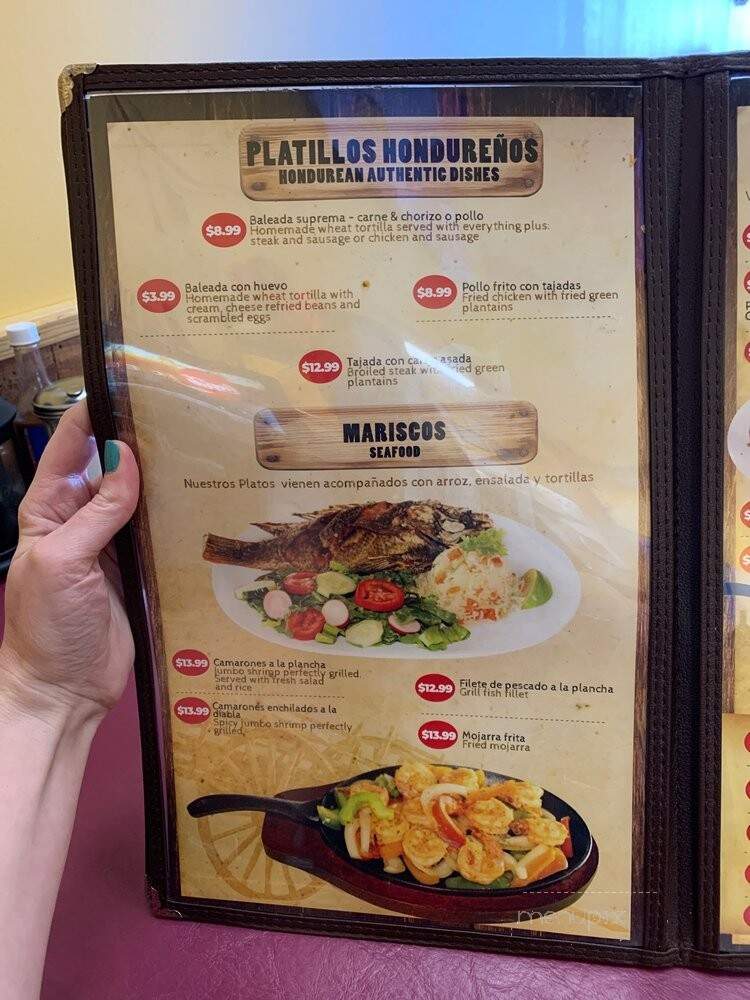 PLATILLOS HONDUREÑOS
HONDUREAN AUTHENTIC DISHES
$8.99
Baleada suprema - carne & chorizo o pollo
Homemade wheat tortilla served with everything plus:
steak and sausage or chicken and sausage
$3.99
Baleada con huevo
Homemade wheat tortilla with
cream, cheese refried beans and
scrambled eggs
$8.99
Pollo frito con tajadas
Fried chicken with fried green
plantains
$12.99
Tajada con carne asada
Broiled steak with fried green
plantains
MARISCOS
SEAFOOD
Nuestros Platos vienen acompañados con arroz, ensalada y tortillas
$13.99
Camarones a la plancha
Jumbo shrimp perfectly grilled.
Served with fresh salad
and rice
$12.99
Filete de pescado a la plancha
Grill fish fillet
$13.99
Camarones enchilados a la
diabla
Spicy Jumbo shrimp perfectly
grilled,
$13.99
Mojarra frita
Fried mojarra
menupix